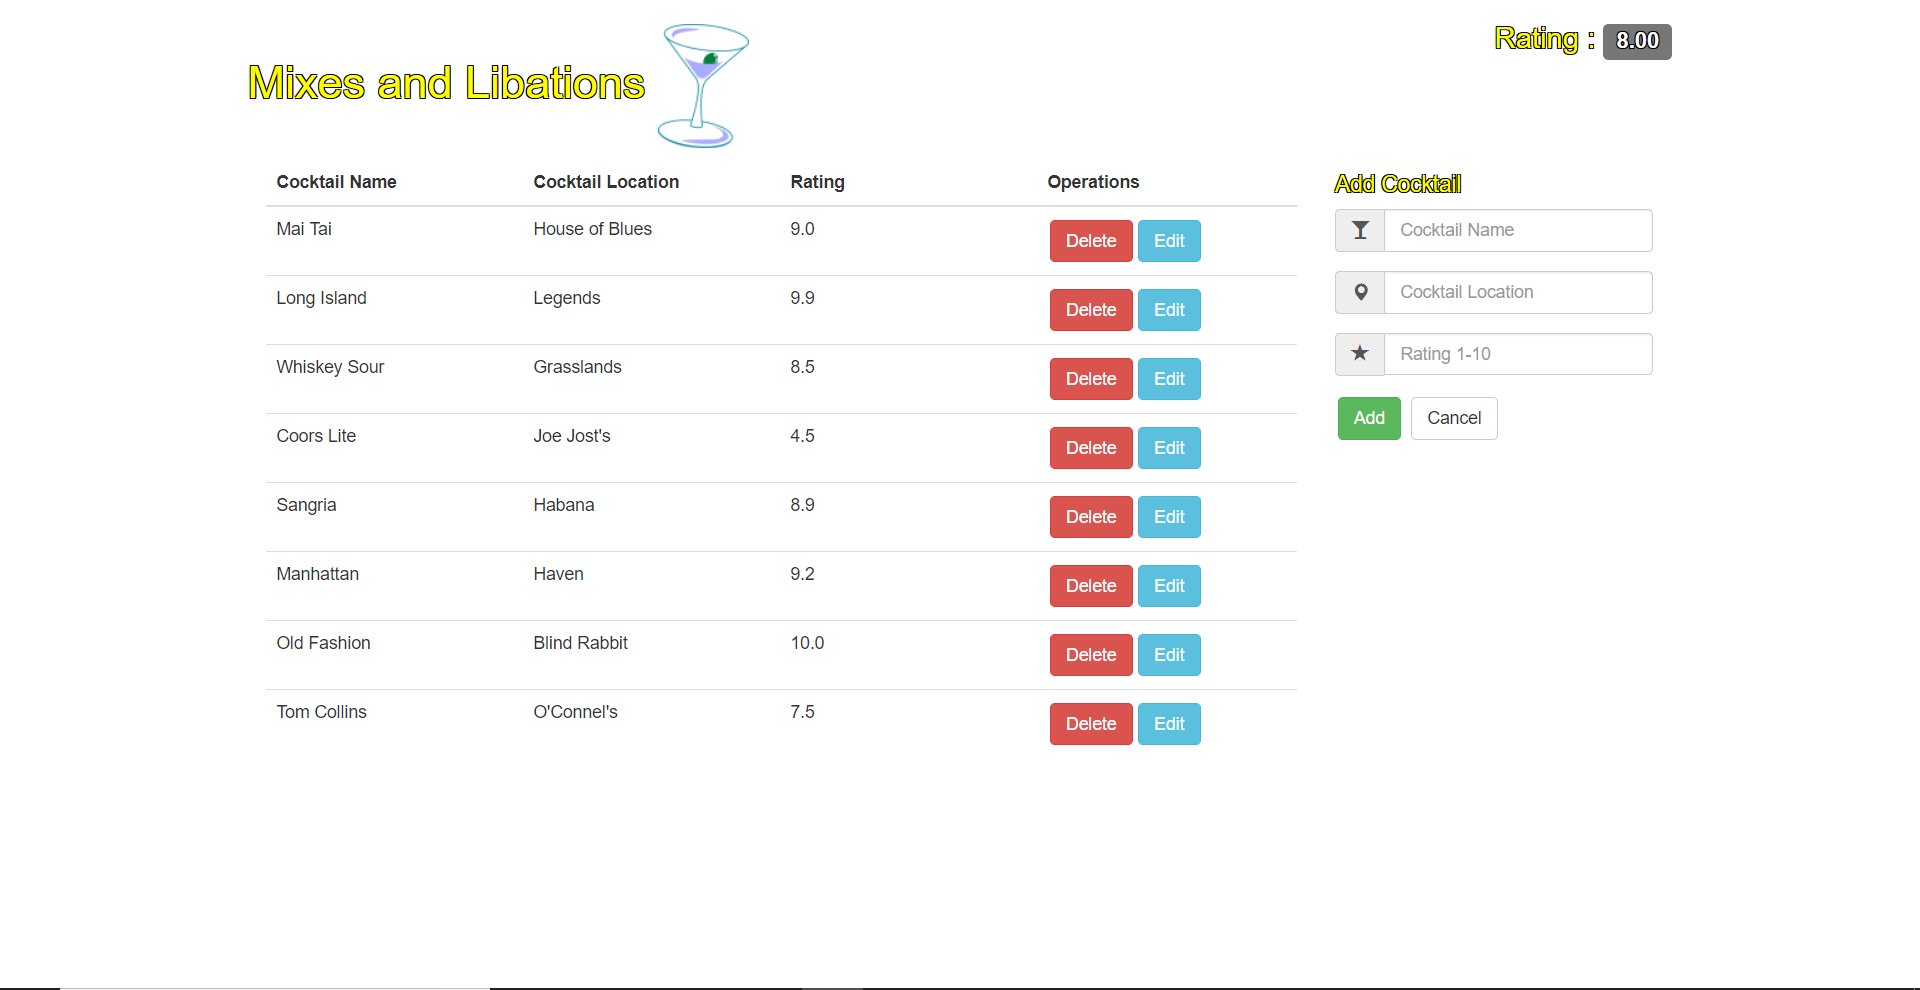 Mixes and Libations
Rating : 8.00
Cocktail Name Cocktail Location Rating Operations
Mai Tai House of Blues 9.0 Delete Edit
Long Island Legends 9.9 Delete Edit
Whiskey Sour Grasslands 8.5 Delete Edit
Coors Lite Joe Jost's 4.5 Delete Edit
Sangria Habana 8.9 Delete Edit
Manhattan Haven 9.2 Delete Edit
Old Fashion Blind Rabbit 10.0 Delete Edit
Tom Collins O'Connel's 7.5 Delete Edit
Add Cocktail
Cocktail Name
Cocktail Location
Rating 1-10
Add Cancel